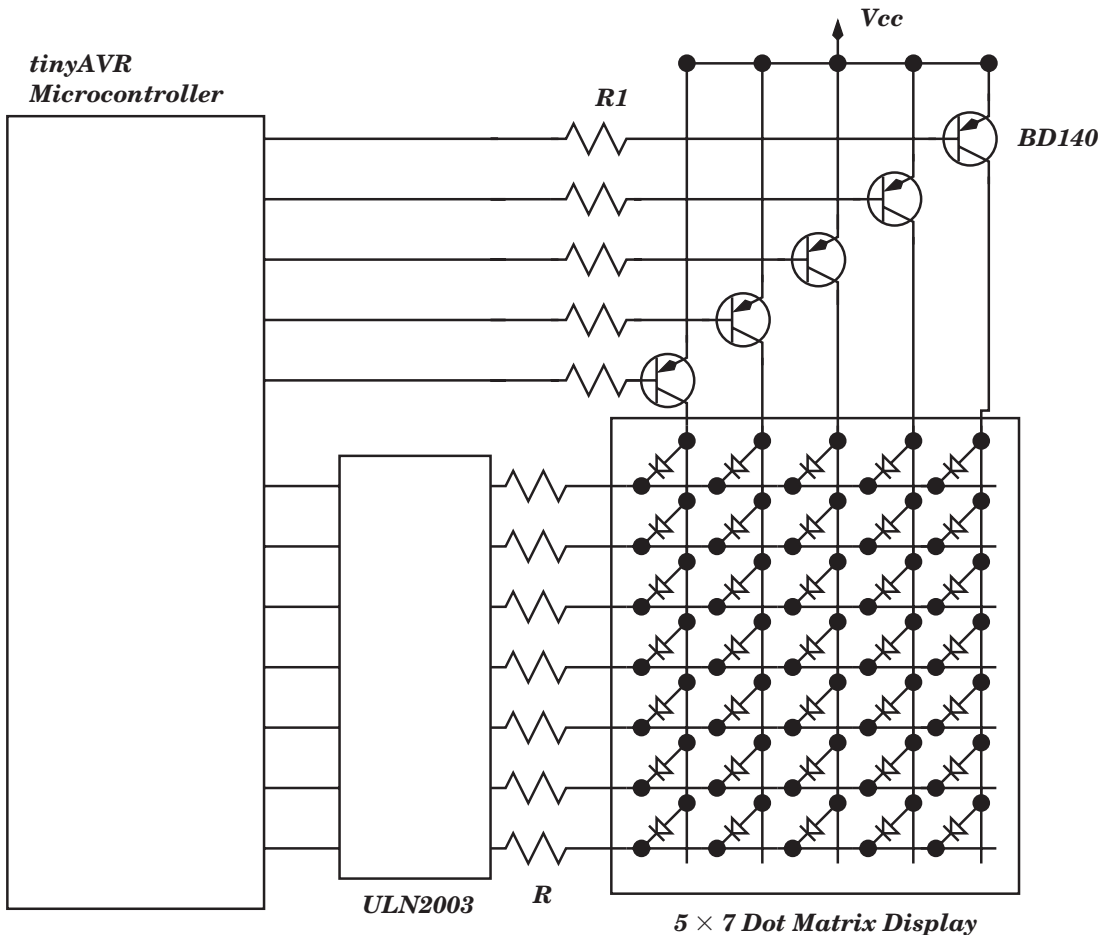 Vcc
tinyAVR
Microcontroller
R1
BD140
ULN2003
R
5 × 7 Dot Matrix Display